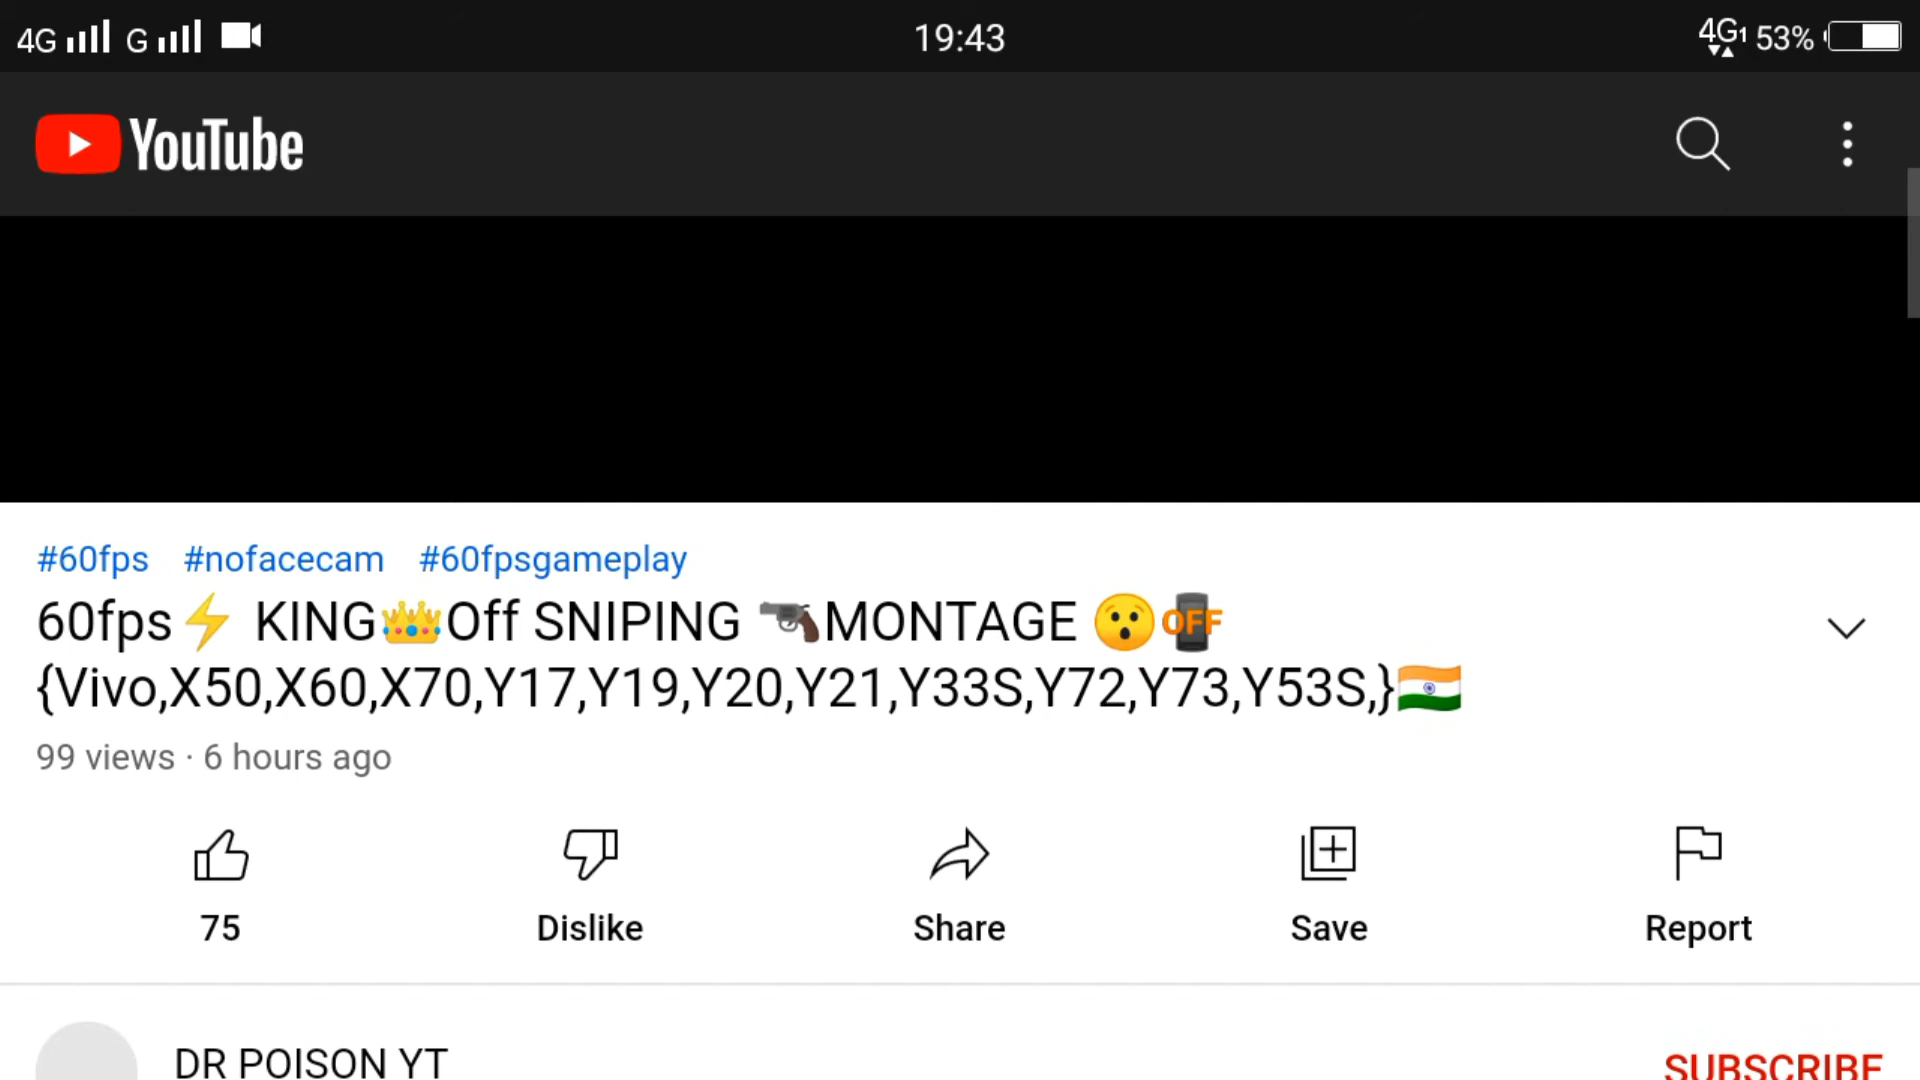 4G G 19:43 4G1 53%
YouTube
#60fps #nofacecam #60fpsgameplay
60fps⚡ KING👑Off SNIPING 🔫MONTAGE 😯📴
{Vivo,X50,X60,X70,Y17,Y19,Y20,Y21,Y33S,Y72,Y73,Y53S,}🇮🇳
99 views · 6 hours ago
75 Dislike Share Save Report
DR POISON YT SUBSCRIBE